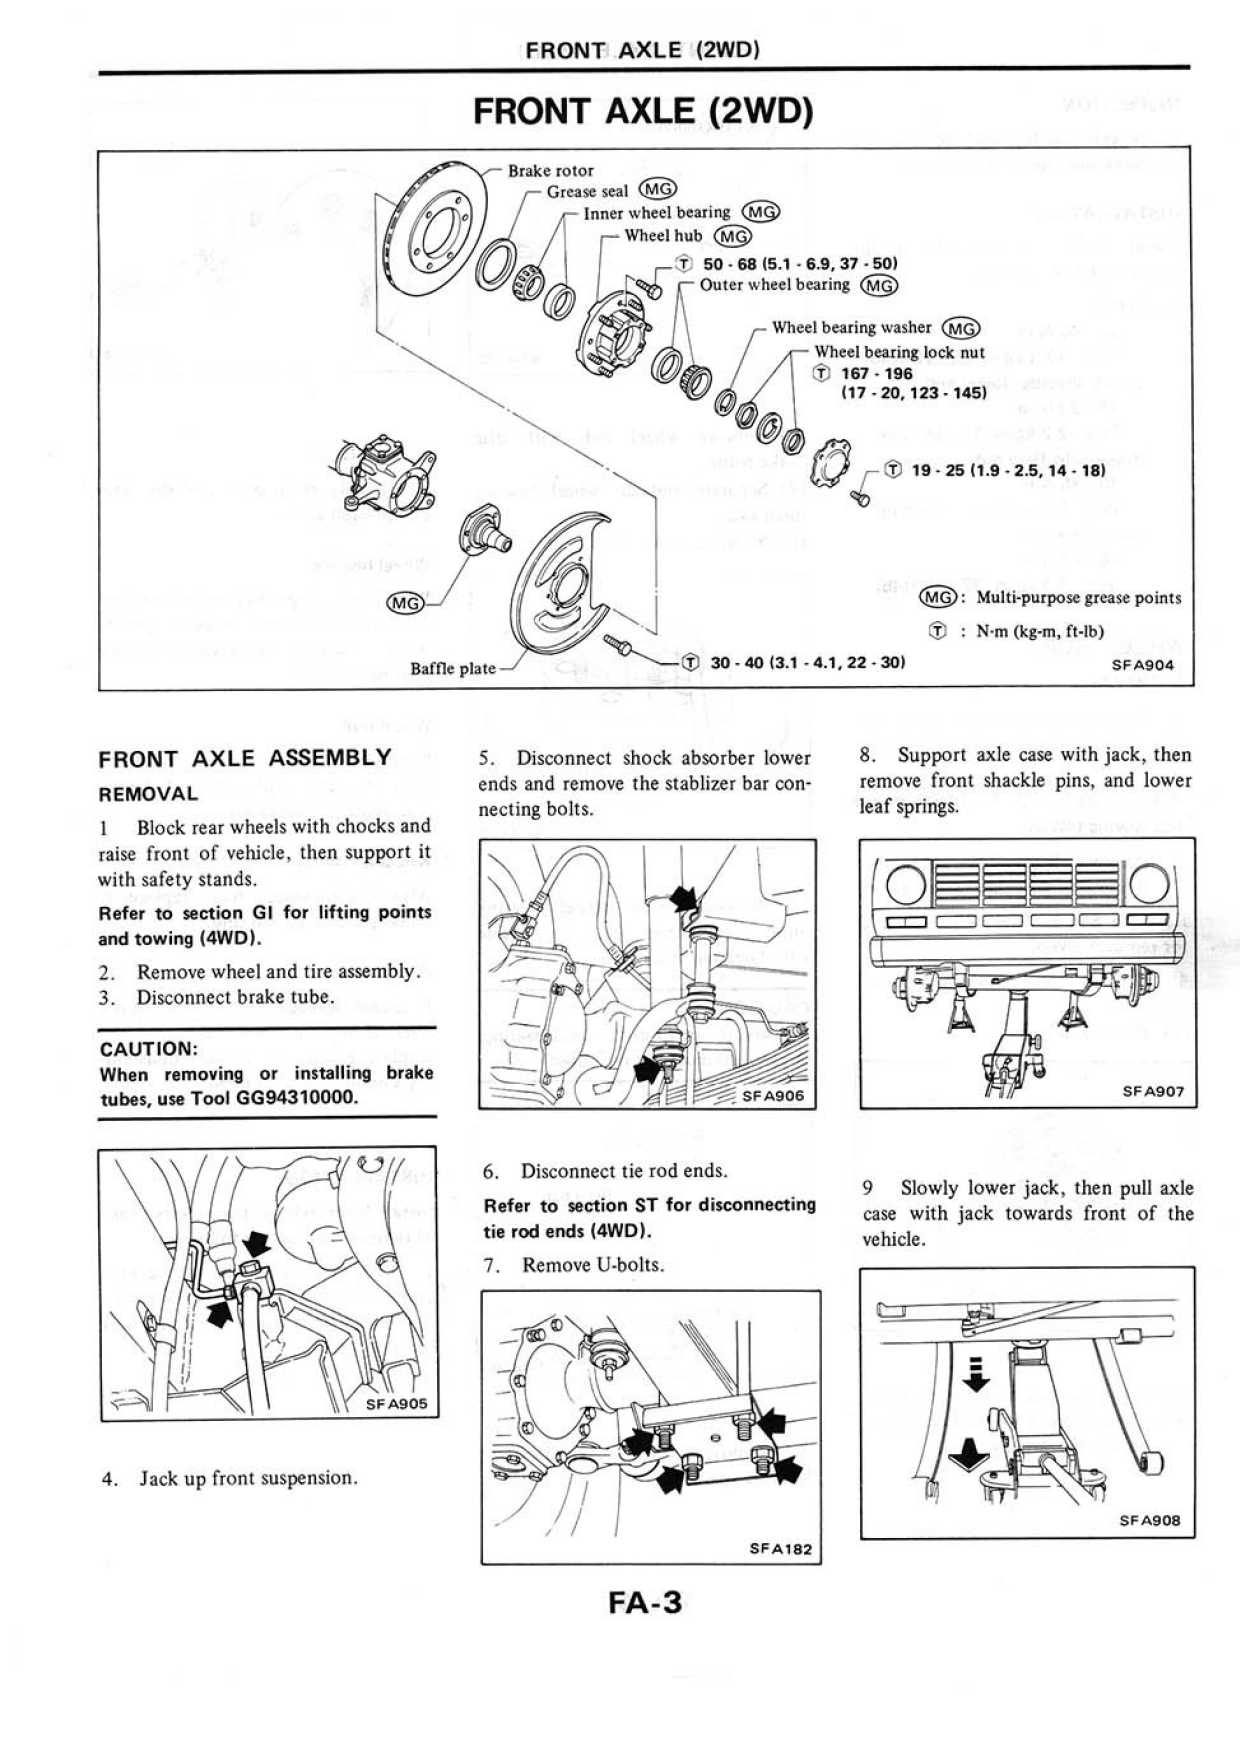 FRONT AXLE (2WD)
FRONT AXLE (2WD)
Brake rotor
Grease seal MG
Inner wheel bearing MG
Wheel hub MG
T 50 - 68 (5.1 - 6.9, 37 - 50)
Outer wheel bearing MG
Wheel bearing washer MG
Wheel bearing lock nut
T 167 - 196
(17 - 20, 123 - 145)
T 19 - 25 (1.9 - 2.5, 14 - 18)
MG
MG : Multi-purpose grease points
T : N·m (kg-m, ft-lb)
T 30 - 40 (3.1 - 4.1, 22 - 30)
Baffle plate
SFA904
FRONT AXLE ASSEMBLY
REMOVAL
1 Block rear wheels with chocks and
raise front of vehicle, then support it
with safety stands.
Refer to section GI for lifting points
and towing (4WD).
2. Remove wheel and tire assembly.
3. Disconnect brake tube.
CAUTION:
When removing or installing brake
tubes, use Tool GG94310000.
SFA905
4. Jack up front suspension.
5. Disconnect shock absorber lower
ends and remove the stablizer bar con-
necting bolts.
SFA906
6. Disconnect tie rod ends.
Refer to section ST for disconnecting
tie rod ends (4WD).
7. Remove U-bolts.
SFA182
8. Support axle case with jack, then
remove front shackle pins, and lower
leaf springs.
SFA907
9 Slowly lower jack, then pull axle
case with jack towards front of the
vehicle.
SFA908
FA-3